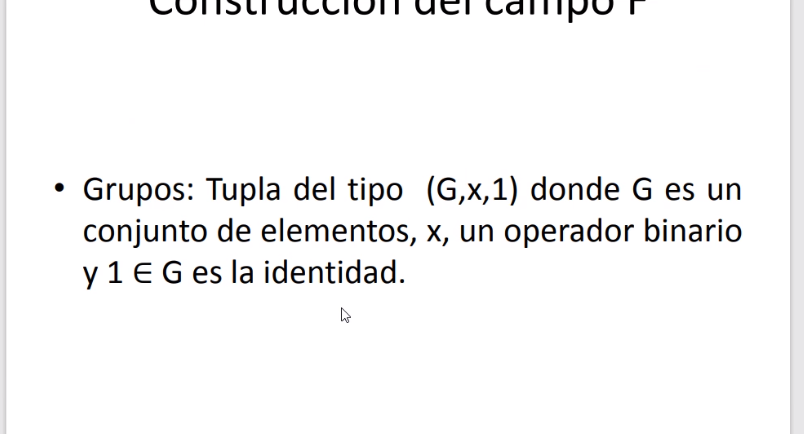 Construcción del campo F
• Grupos: Tupla del tipo (G,x,1) donde G es un
conjunto de elementos, x, un operador binario
y 1 ∈ G es la identidad.